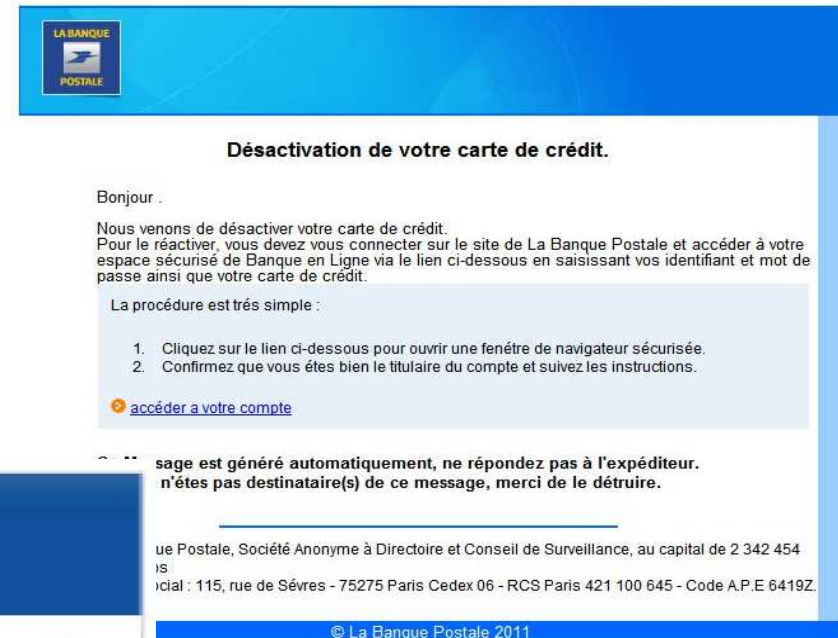 LA BANQUE
POSTALE
Désactivation de votre carte de crédit.
Bonjour .
Nous venons de désactiver votre carte de crédit.
Pour le réactiver, vous devez vous connecter sur le site de La Banque Postale et accéder à votre
espace sécurisé de Banque en Ligne via le lien ci-dessous en saisissant vos identifiant et mot de
passe ainsi que votre carte de crédit.
La procédure est trés simple :
1. Cliquez sur le lien ci-dessous pour ouvrir une fenétre de navigateur sécurisée.
2. Confirmez que vous étes bien le titulaire du compte et suivez les instructions.
accéder a votre compte
sage est généré automatiquement, ne répondez pas à l'expéditeur.
n'étes pas destinataire(s) de ce message, merci de le détruire.
ue Postale, Société Anonyme à Directoire et Conseil de Surveillance, au capital de 2 342 454
os
ocial : 115, rue de Sévres - 75275 Paris Cedex 06 - RCS Paris 421 100 645 - Code A.P.E 6419Z.
© La Banque Postale 2011